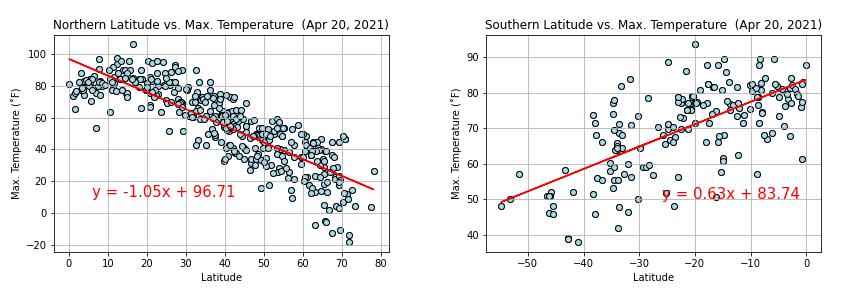 Northern Latitude vs. Max. Temperature (Apr 20, 2021)
Max. Temperature (˚F)
100
80
60
40
20
0
−20
y = -1.05x + 96.71
0 10 20 30 40 50 60 70 80
Latitude
Southern Latitude vs. Max. Temperature (Apr 20, 2021)
Max. Temperature (˚F)
90
80
70
60
50
40
y = 0.63x + 83.74
−50 −40 −30 −20 −10 0
Latitude